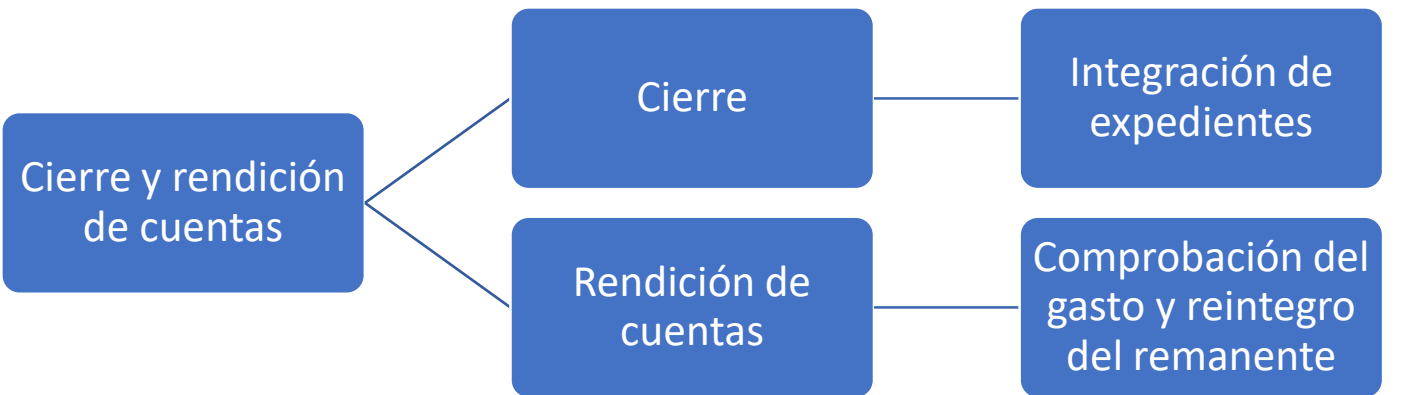 Cierre y rendición
de cuentas
Cierre
Integración de
expedientes
Rendición de
cuentas
Comprobación del
gasto y reintegro
del remanente